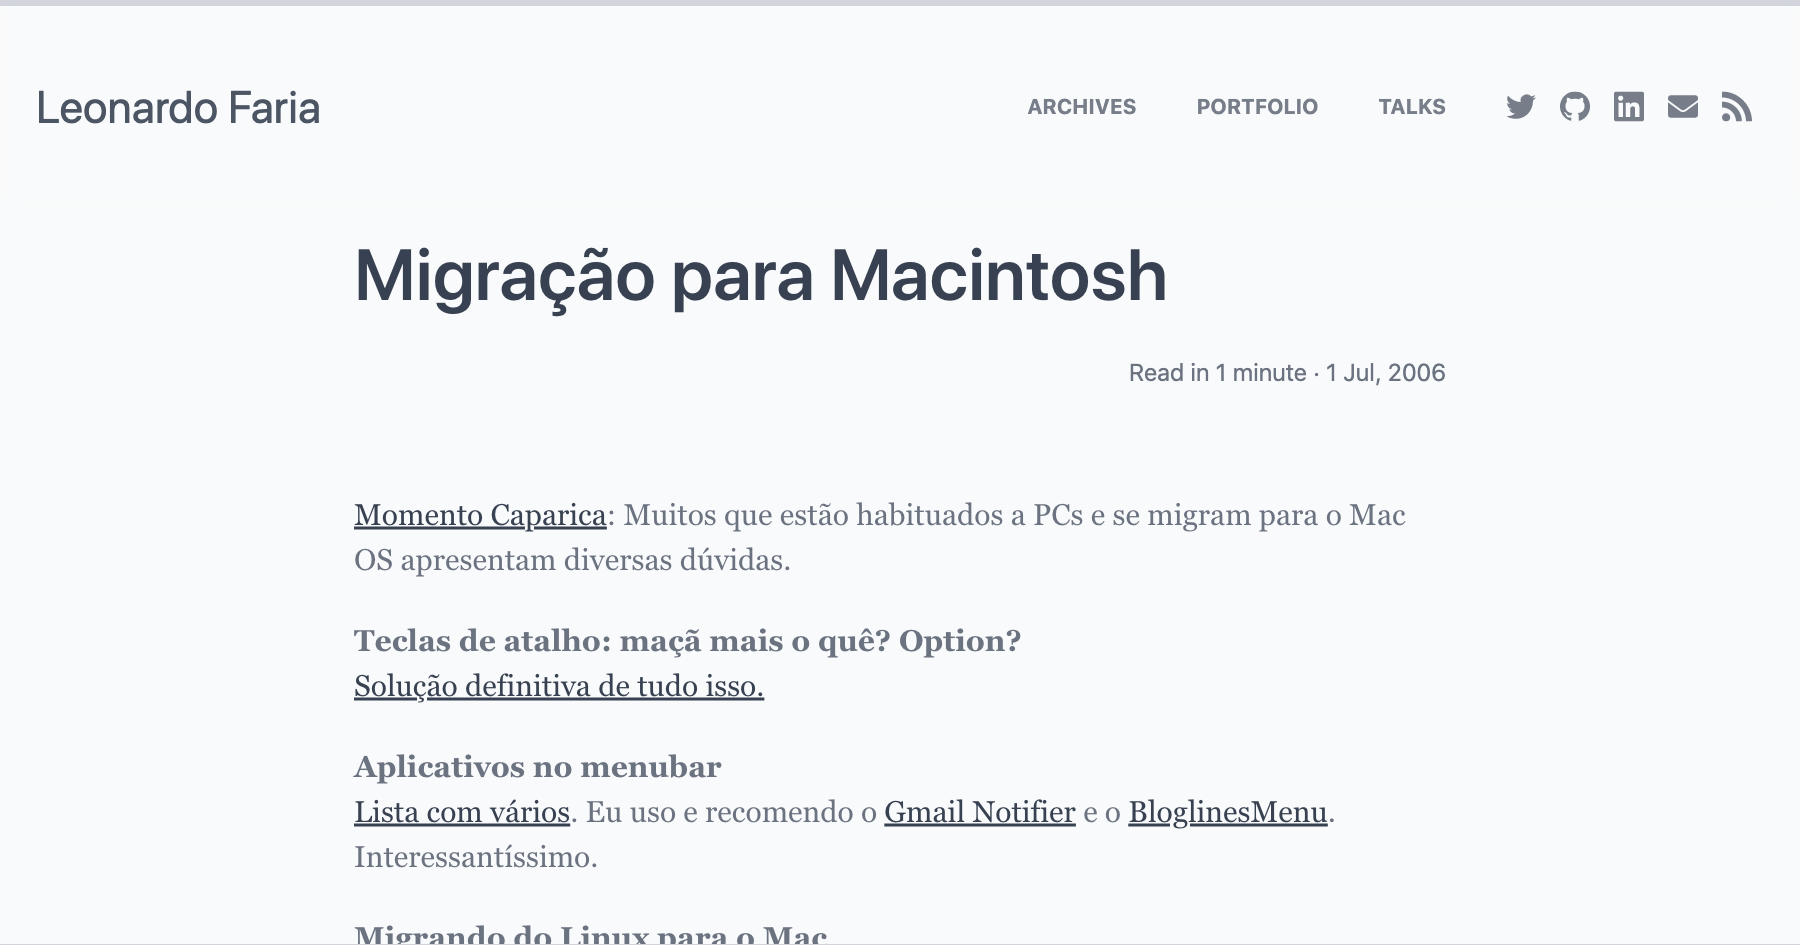 Leonardo Faria
ARCHIVES PORTFOLIO TALKS
Migração para Macintosh
Read in 1 minute · 1 Jul, 2006
Momento Caparica: Muitos que estão habituados a PCs e se migram para o Mac
OS apresentam diversas dúvidas.
Teclas de atalho: maçã mais o quê? Option?
Solução definitiva de tudo isso.
Aplicativos no menubar
Lista com vários. Eu uso e recomendo o Gmail Notifier e o BloglinesMenu.
Interessantíssimo.
Migrando do Linux para o Mac